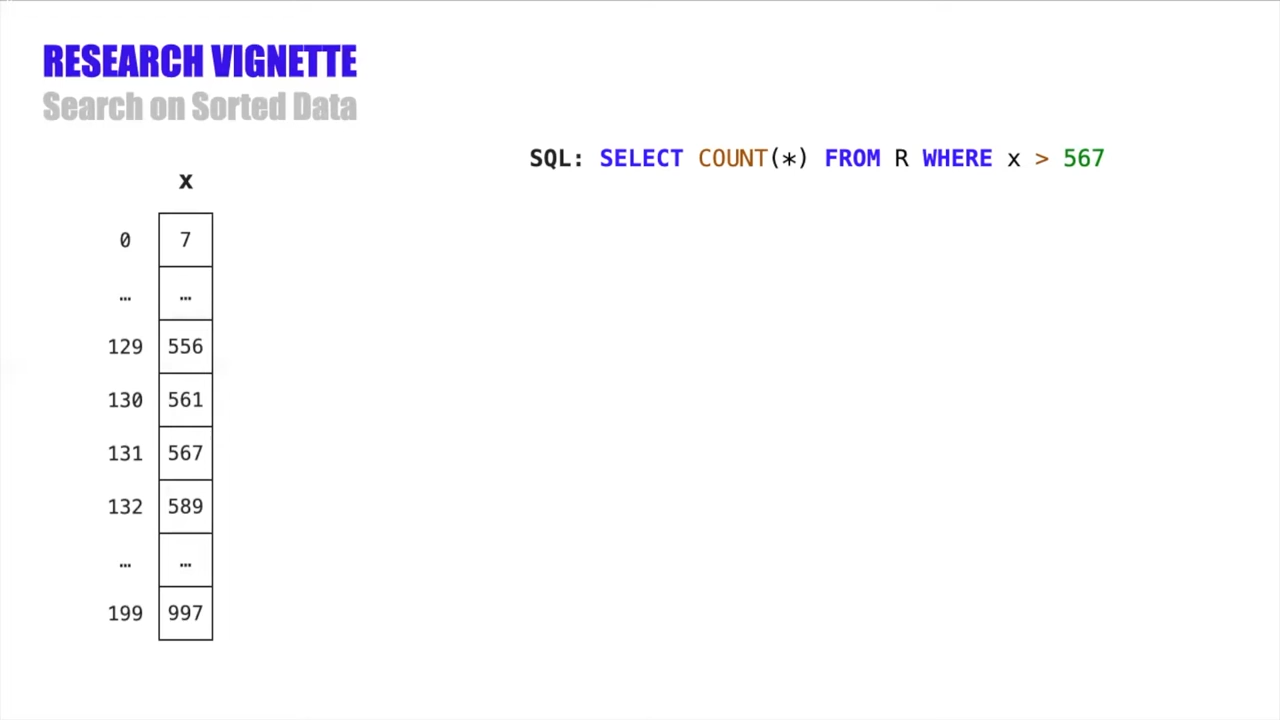 RESEARCH VIGNETTE
Search on Sorted Data
SQL: SELECT COUNT(*) FROM R WHERE x > 567
x
0 7
… …
129 556
130 561
131 567
132 589
… …
199 997